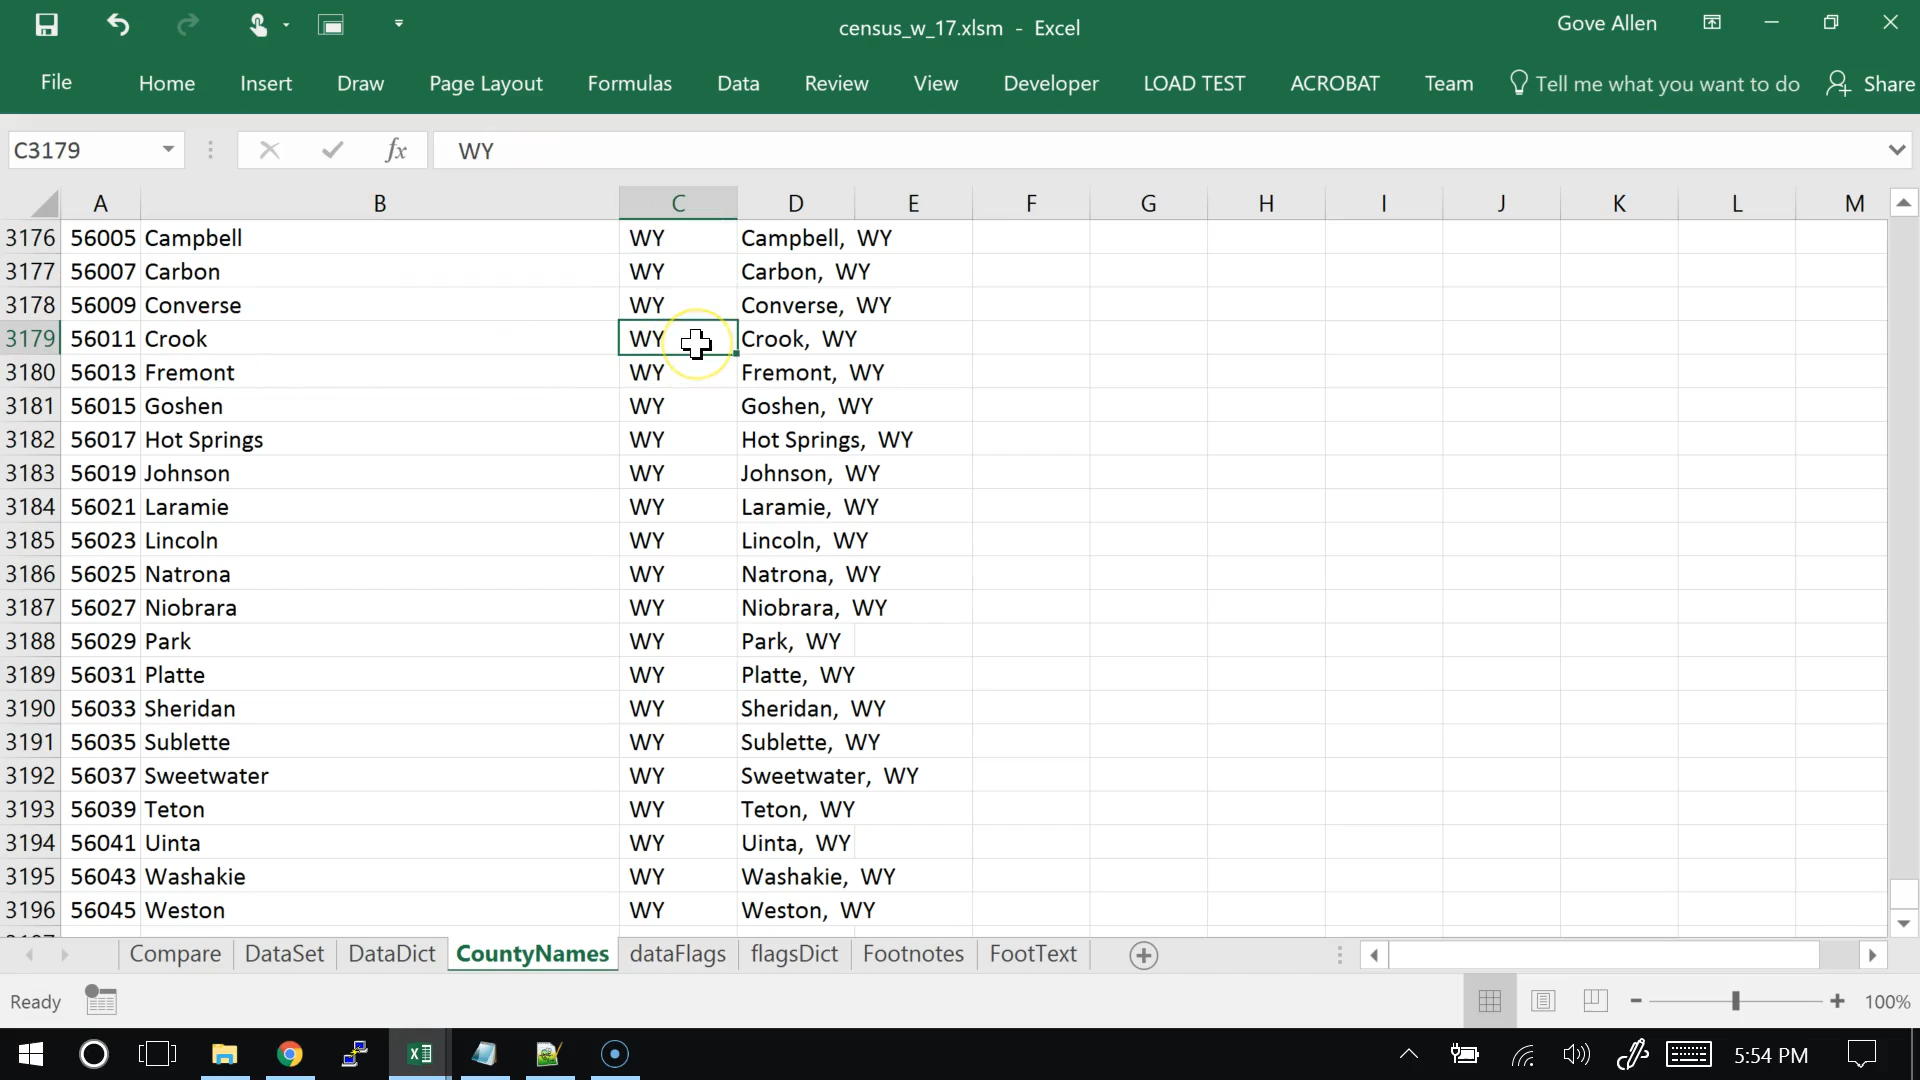 census_w_17.xlsm - Excel
Gove Allen
File Home Insert Draw Page Layout Formulas Data Review View Developer LOAD TEST ACROBAT Team Tell me what you want to do Share
C3179 fx WY
A B C D E F G H I J K L M
3176 56005 Campbell WY Campbell, WY
3177 56007 Carbon WY Carbon, WY
3178 56009 Converse WY Converse, WY
3179 56011 Crook WY Crook, WY
3180 56013 Fremont WY Fremont, WY
3181 56015 Goshen WY Goshen, WY
3182 56017 Hot Springs WY Hot Springs, WY
3183 56019 Johnson WY Johnson, WY
3184 56021 Laramie WY Laramie, WY
3185 56023 Lincoln WY Lincoln, WY
3186 56025 Natrona WY Natrona, WY
3187 56027 Niobrara WY Niobrara, WY
3188 56029 Park WY Park, WY
3189 56031 Platte WY Platte, WY
3190 56033 Sheridan WY Sheridan, WY
3191 56035 Sublette WY Sublette, WY
3192 56037 Sweetwater WY Sweetwater, WY
3193 56039 Teton WY Teton, WY
3194 56041 Uinta WY Uinta, WY
3195 56043 Washakie WY Washakie, WY
3196 56045 Weston WY Weston, WY
Compare DataSet DataDict CountyNames dataFlags flagsDict Footnotes FootText
Ready 100%
5:54 PM